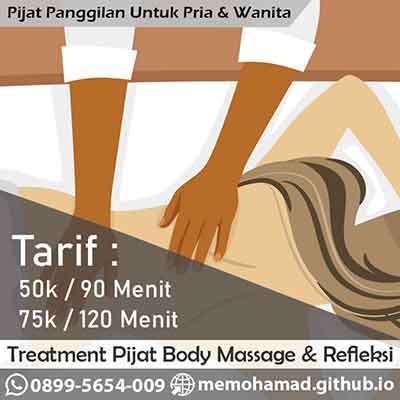 Pijat Panggilan Untuk Pria & Wanita
Tarif :
50k / 90 Menit
75k / 120 Menit
Treatment Pijat Body Massage & Refleksi
0899-5654-009 memohamad.github.io